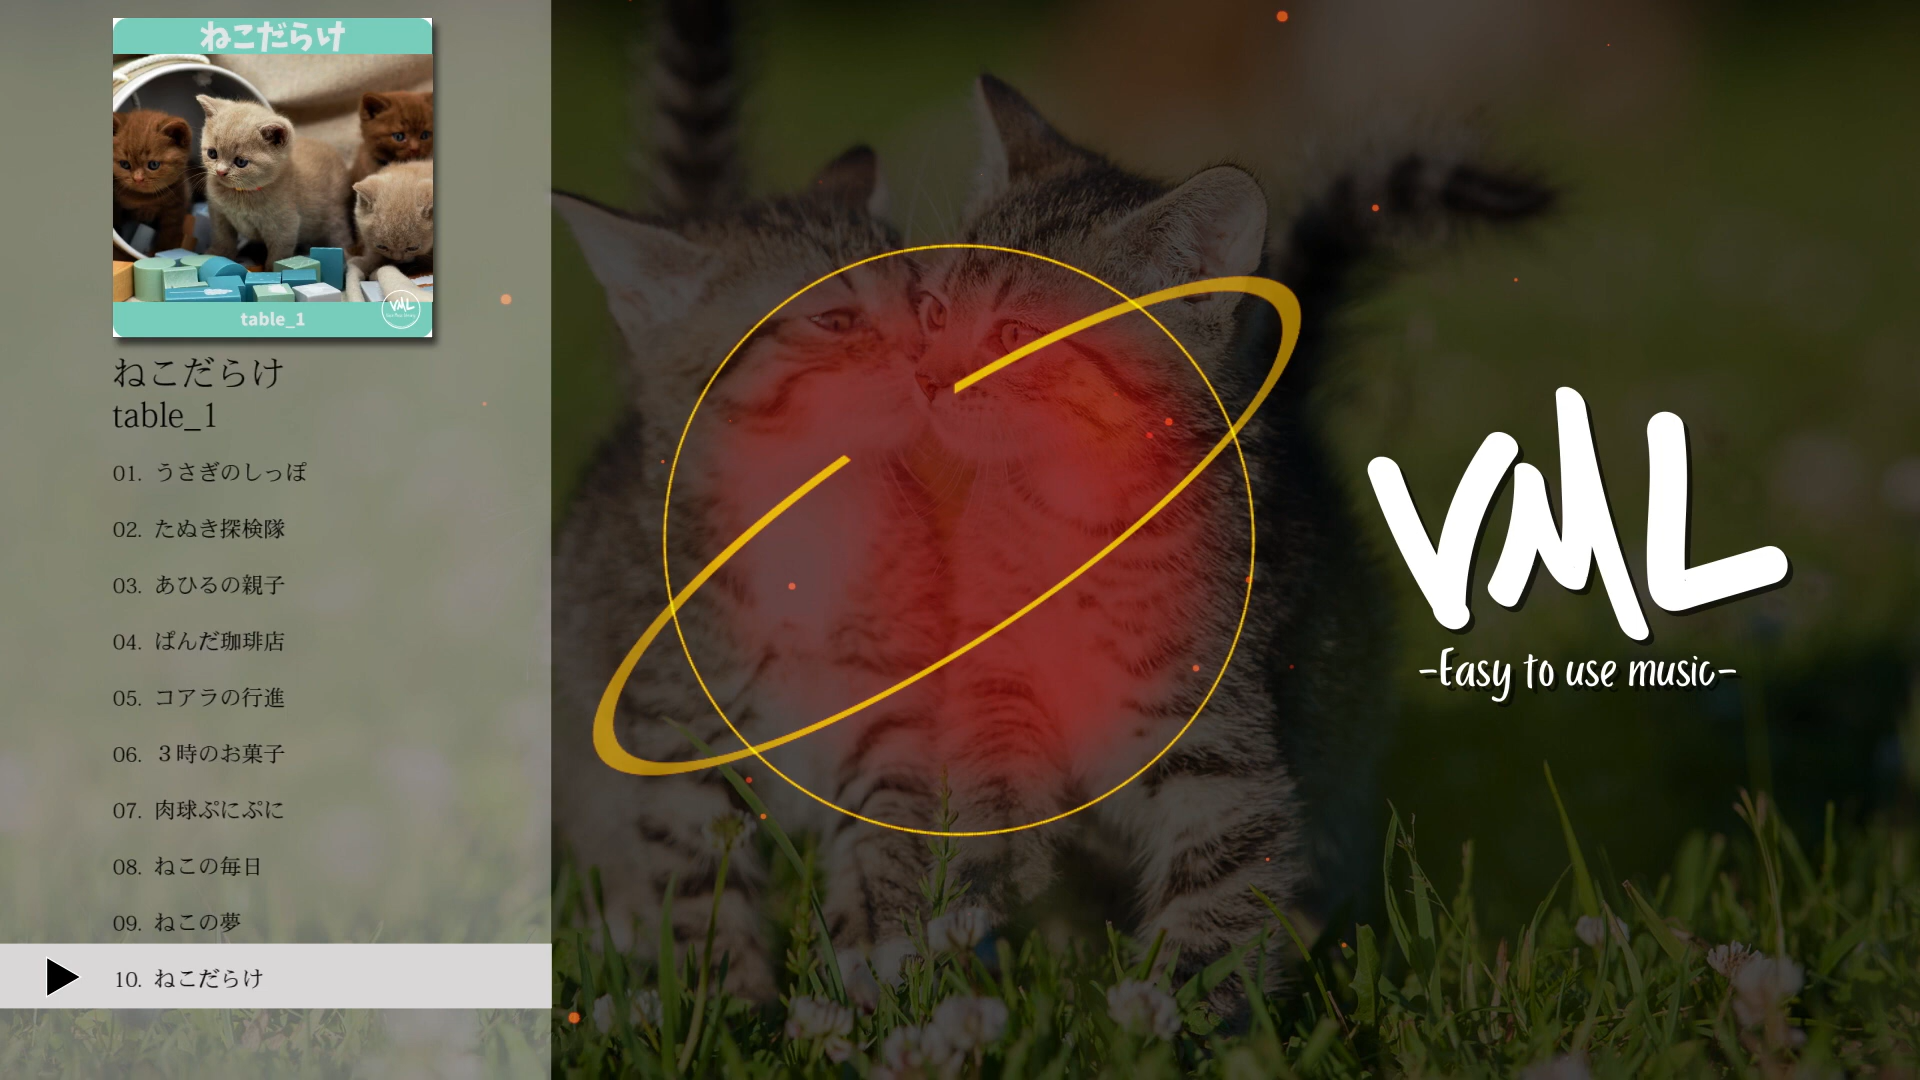 ねこだらけ
VML
table_1
ねこだらけ
table_1
01. うさぎのしっぽ
02. たぬき探検隊
03. あひるの親子
04. ぱんだ珈琲店
05. コアラの行進
06. ３時のお菓子
07. 肉球ぷにぷに
08. ねこの毎日
09. ねこの夢
10. ねこだらけ
VML
-Easy to use music-